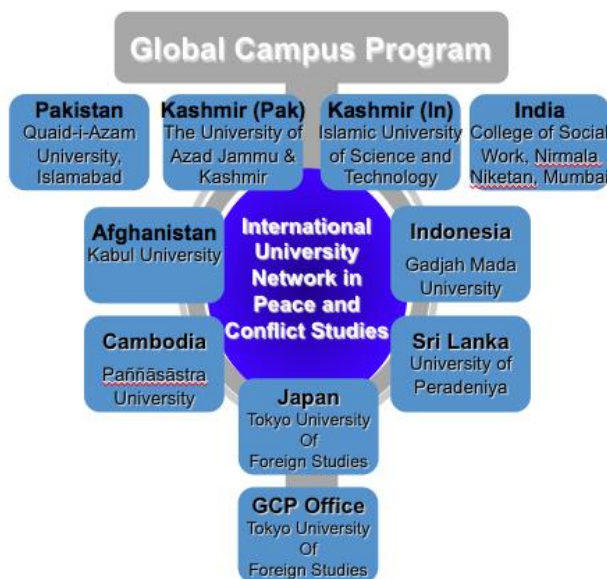 Global Campus Program
Pakistan
Quaid-i-Azam
University,
Islamabad
Kashmir (Pak)
The University of
Azad Jammu &
Kashmir
Kashmir (In)
Islamic University
of Science and
Technology
India
College of Social
Work, Nirmala
Niketan, Mumbai
Afghanistan
Kabul University
International
University
Network in
Peace and
Conflict Studies
Indonesia
Gadjah Mada
University
Cambodia
Paññāsāstra
University
Sri Lanka
University of
Peradeniya
Japan
Tokyo University
Of
Foreign Studies
GCP Office
Tokyo University
Of
Foreign Studies